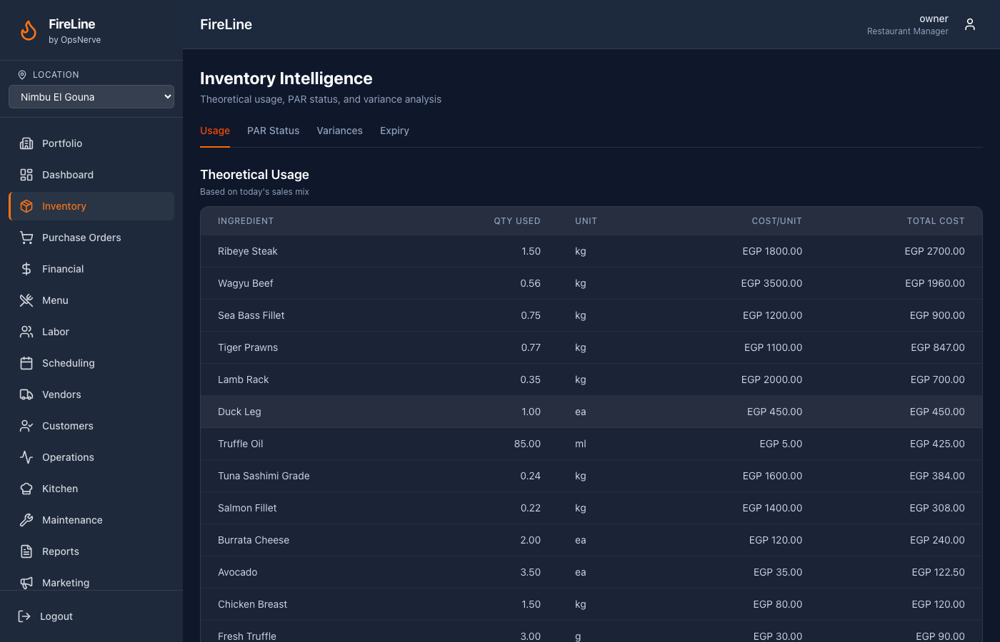 FireLine
by OpsNerve
LOCATION
Nimbu El Gouna
Portfolio
Dashboard
Inventory
Purchase Orders
Financial
Menu
Labor
Scheduling
Vendors
Customers
Operations
Kitchen
Maintenance
Reports
Marketing
Logout
FireLine
owner
Restaurant Manager
Inventory Intelligence
Theoretical usage, PAR status, and variance analysis
Usage PAR Status Variances Expiry
Theoretical Usage
Based on today's sales mix
INGREDIENT QTY USED UNIT COST/UNIT TOTAL COST
Ribeye Steak 1.50 kg EGP 1800.00 EGP 2700.00
Wagyu Beef 0.56 kg EGP 3500.00 EGP 1960.00
Sea Bass Fillet 0.75 kg EGP 1200.00 EGP 900.00
Tiger Prawns 0.77 kg EGP 1100.00 EGP 847.00
Lamb Rack 0.35 kg EGP 2000.00 EGP 700.00
Duck Leg 1.00 ea EGP 450.00 EGP 450.00
Truffle Oil 85.00 ml EGP 5.00 EGP 425.00
Tuna Sashimi Grade 0.24 kg EGP 1600.00 EGP 384.00
Salmon Fillet 0.22 kg EGP 1400.00 EGP 308.00
Burrata Cheese 2.00 ea EGP 120.00 EGP 240.00
Avocado 3.50 ea EGP 35.00 EGP 122.50
Chicken Breast 1.50 kg EGP 80.00 EGP 120.00
Fresh Truffle 3.00 g EGP 30.00 EGP 90.00